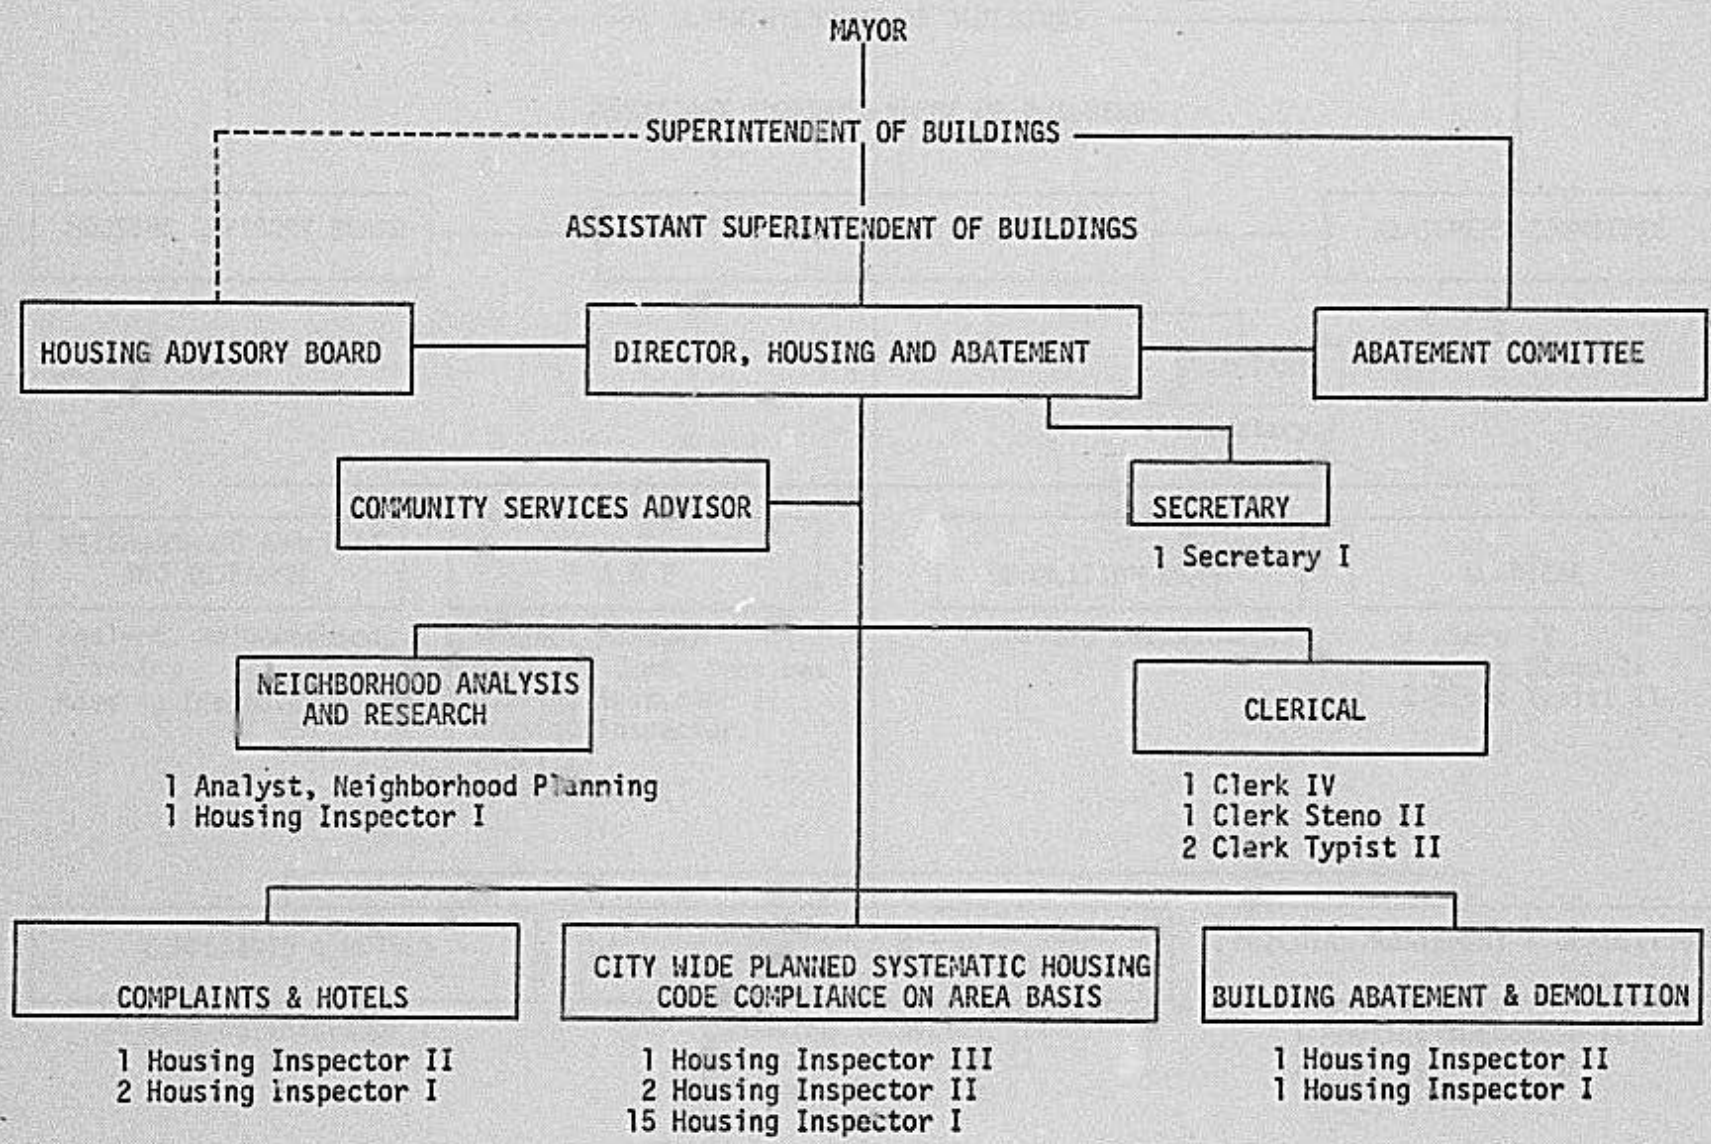 MAYOR
SUPERINTENDENT OF BUILDINGS
ASSISTANT SUPERINTENDENT OF BUILDINGS
HOUSING ADVISORY BOARD
DIRECTOR, HOUSING AND ABATEMENT
ABATEMENT COMMITTEE
COMMUNITY SERVICES ADVISOR
SECRETARY
1 Secretary I
NEIGHBORHOOD ANALYSIS
AND RESEARCH
1 Analyst, Neighborhood Planning
1 Housing Inspector I
CLERICAL
1 Clerk IV
1 Clerk Steno II
2 Clerk Typist II
COMPLAINTS & HOTELS
1 Housing Inspector II
2 Housing Inspector I
CITY WIDE PLANNED SYSTEMATIC HOUSING
CODE COMPLIANCE ON AREA BASIS
1 Housing Inspector III
2 Housing Inspector II
15 Housing Inspector I
BUILDING ABATEMENT & DEMOLITION
1 Housing Inspector II
1 Housing Inspector I